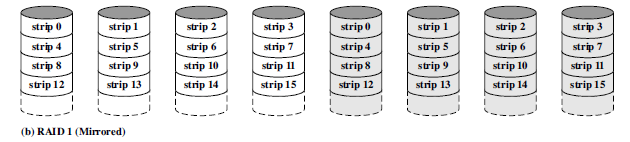 strip 0 strip 1 strip 2 strip 3 strip 0 strip 1 strip 2 strip 3
strip 4 strip 5 strip 6 strip 7 strip 4 strip 5 strip 6 strip 7
strip 8 strip 9 strip 10 strip 11 strip 8 strip 9 strip 10 strip 11
strip 12 strip 13 strip 14 strip 15 strip 12 strip 13 strip 14 strip 15
(b) RAID 1 (Mirrored)